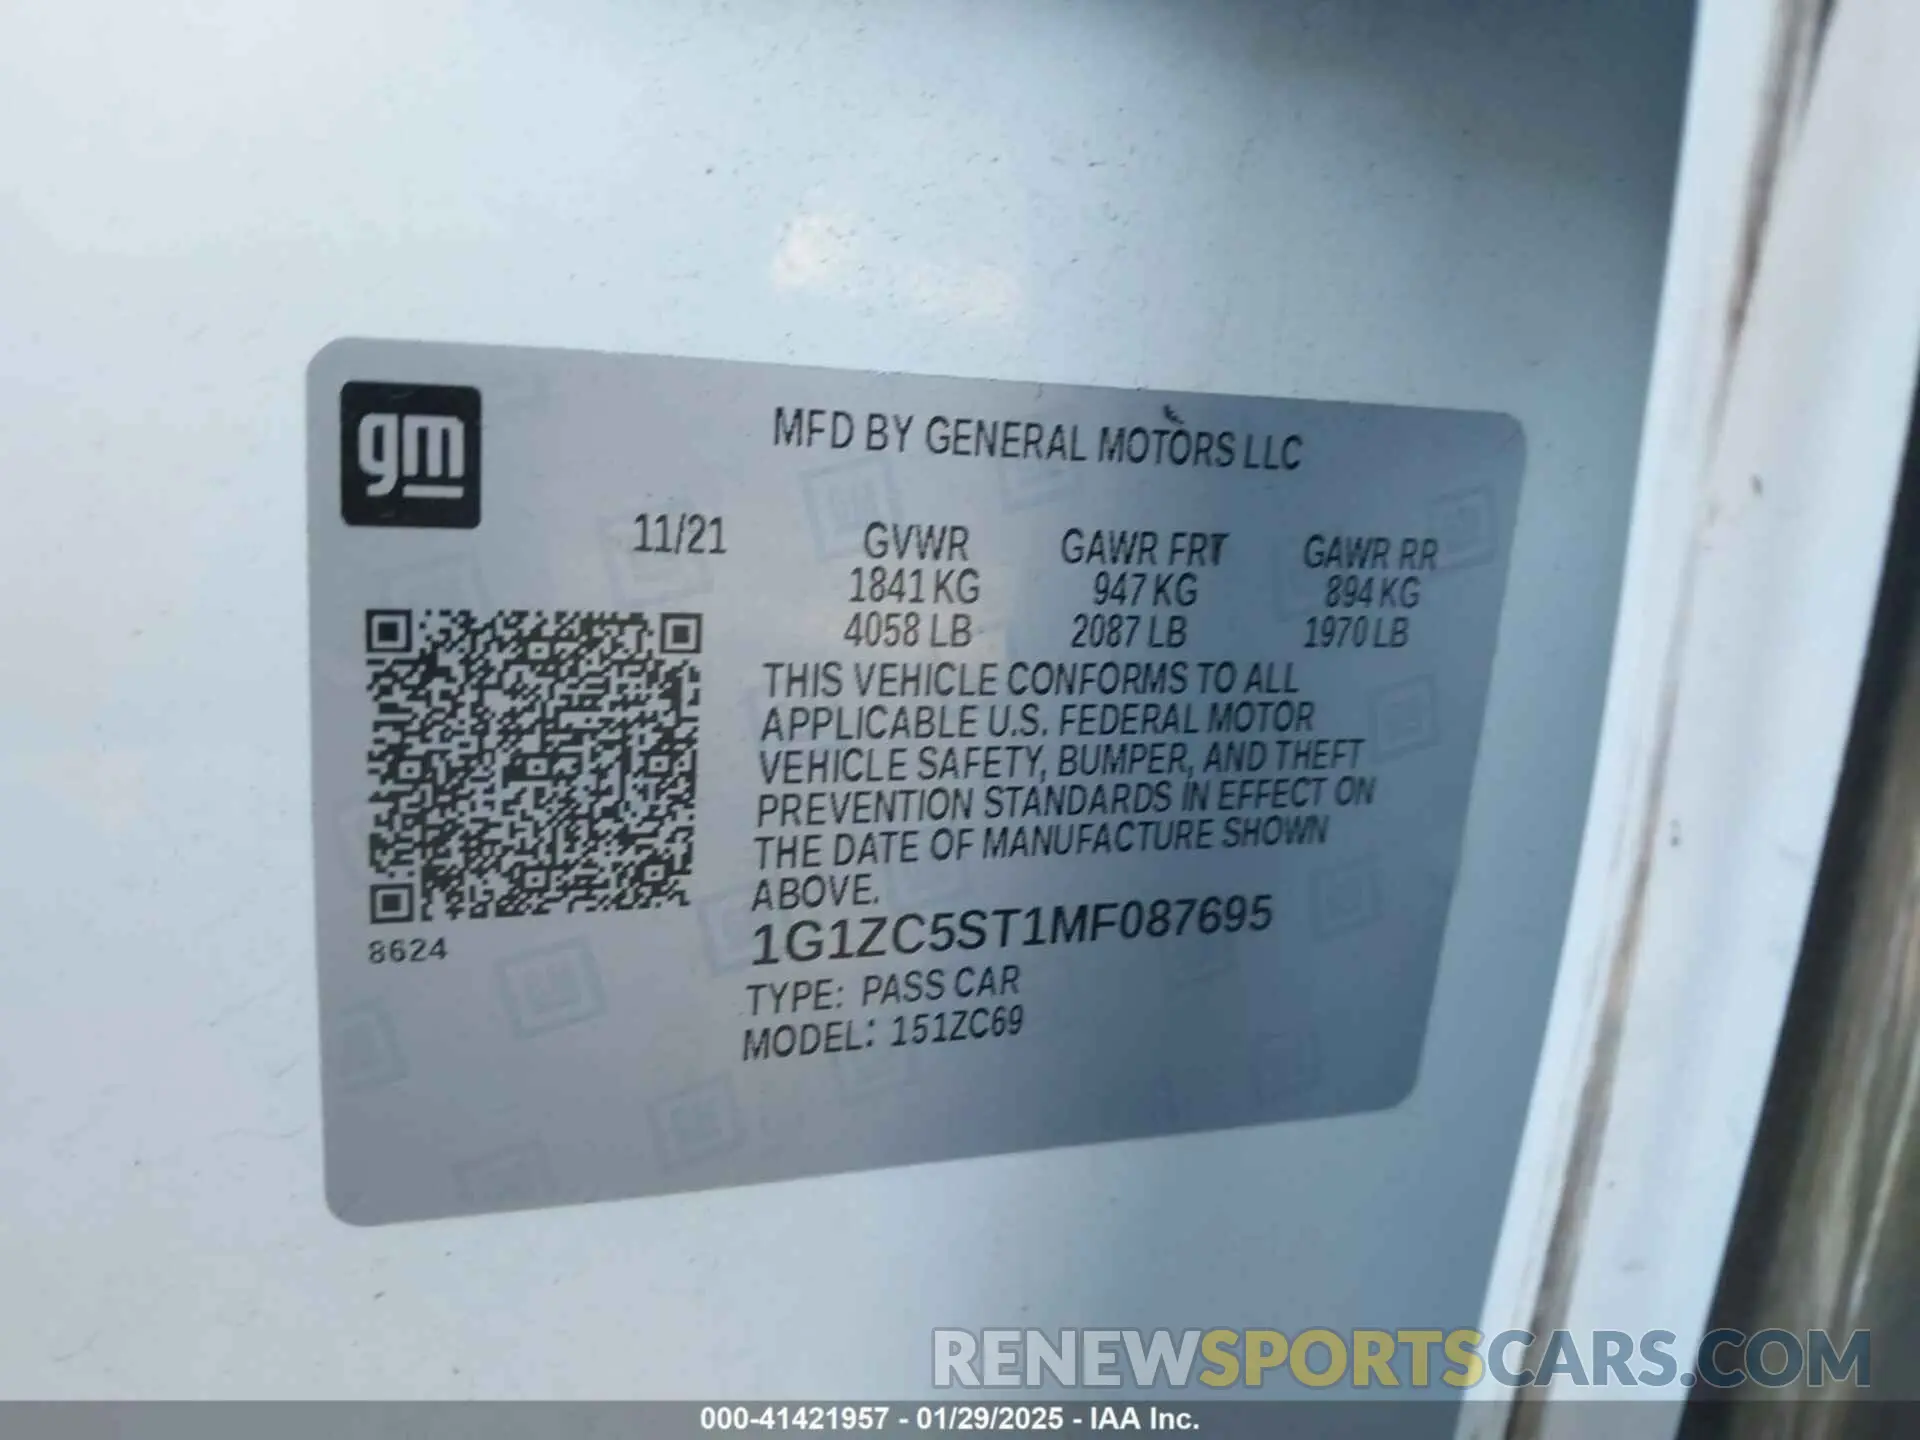 gm
MFD BY GENERAL MOTORS LLC
11/21 GVWR GAWR FRT GAWR RR
1841 KG 947 KG 894 KG
4058 LB 2087 LB 1970 LB
THIS VEHICLE CONFORMS TO ALL
APPLICABLE U.S. FEDERAL MOTOR
VEHICLE SAFETY, BUMPER, AND THEFT
PREVENTION STANDARDS IN EFFECT ON
THE DATE OF MANUFACTURE SHOWN
ABOVE.
1G1ZC5ST1MF087695
8624
TYPE: PASS CAR
MODEL: 151ZC69
RENEWSPORTSCARS.COM
000-41421957 - 01/29/2025 - IAA Inc.